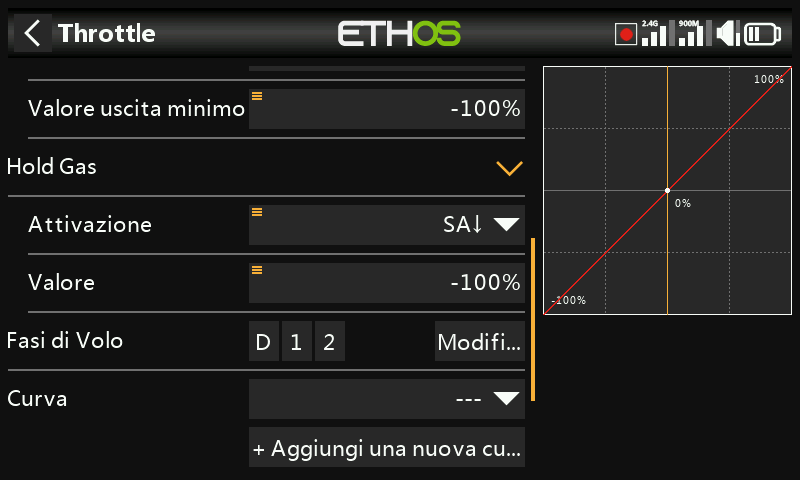 Throttle
ETHOS
2.4G
900M
Valore uscita minimo
-100%
Hold Gas
Attivazione
SA↓
Valore
-100%
Fasi di Volo
D 1 2
Modifi...
Curva
---
+ Aggiungi una nuova cu...
100%
0%
-100%